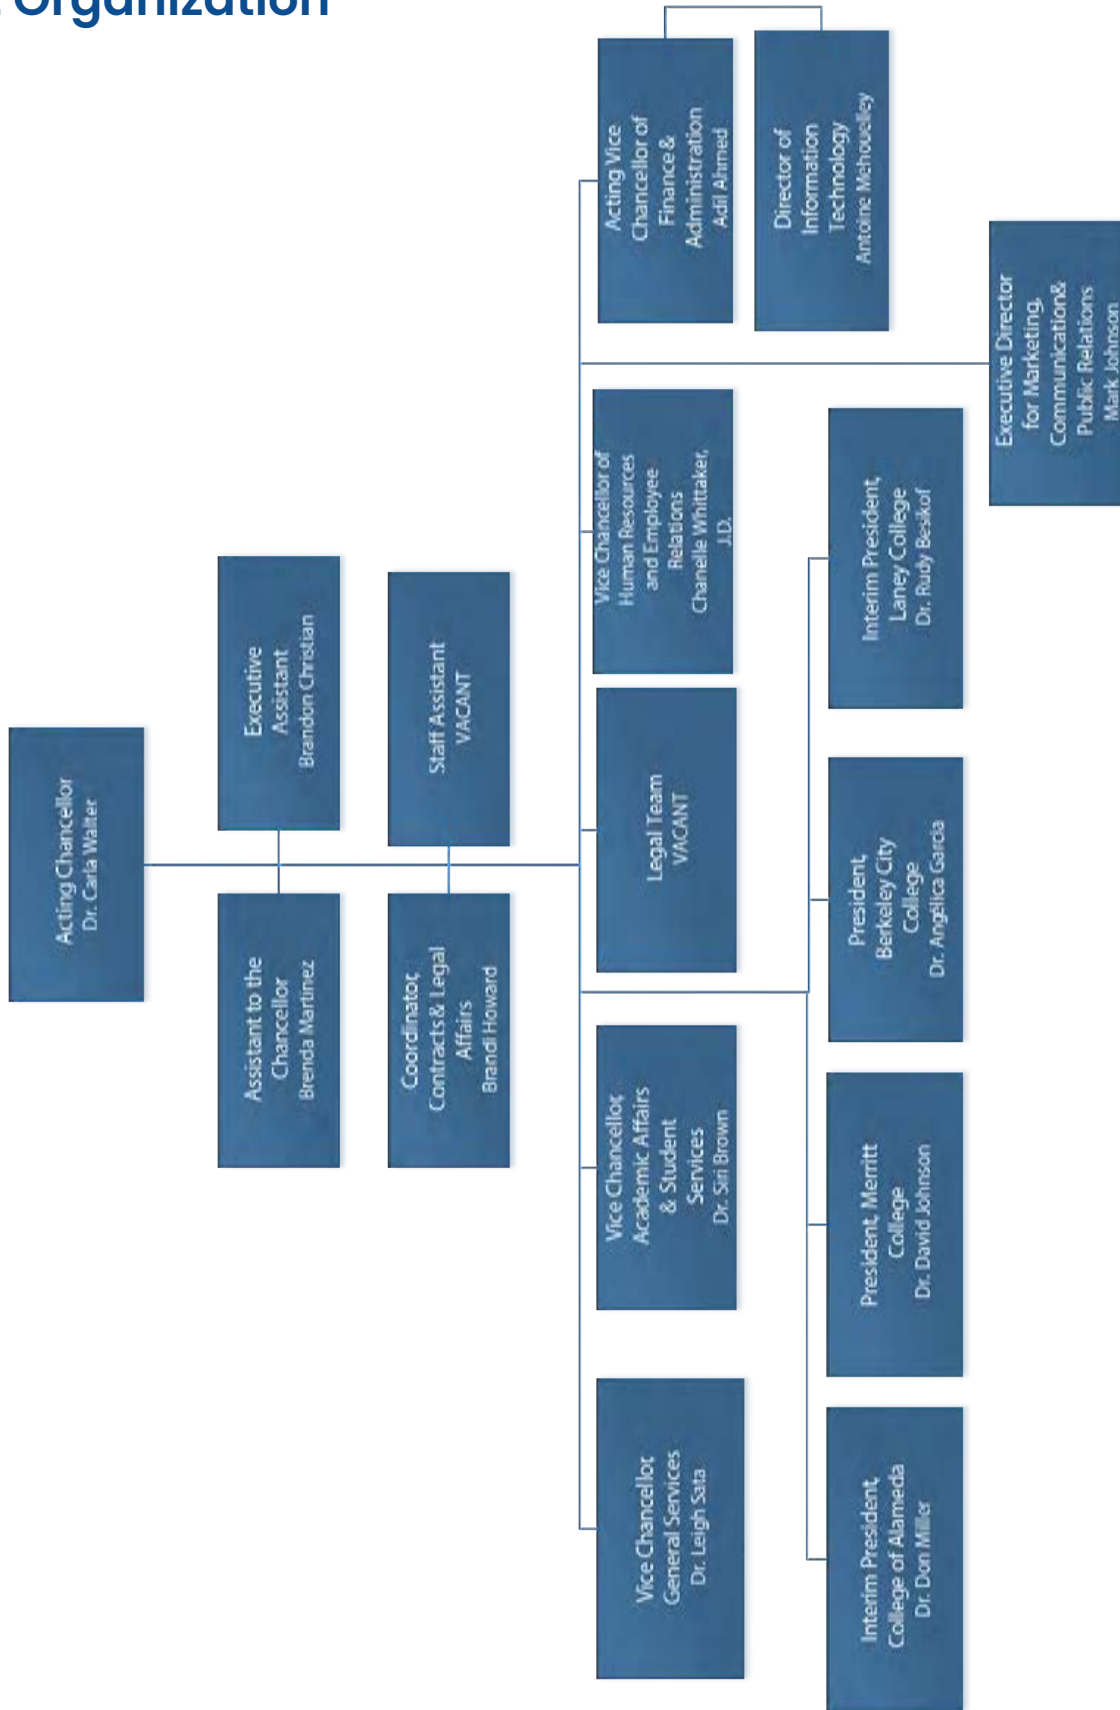 Organization
Acting Chancellor
Dr. Carla Walter
Assistant to the
Chancellor
Brenda Martinez
Executive
Assistant
Brandon Christian
Coordinator,
Contracts & Legal
Affairs
Brandi Howard
Staff Assistant
VACANT
Vice Chancellor,
General Services
Dr. Leigh Sata
Vice Chancellor,
Academic Affairs
& Student
Services
Dr. Siri Brown
Legal Team
VACANT
Vice Chancellor of
Human Resources
and Employee
Relations
Chanelle Whittaker,
J.D.
Acting Vice
Chancellor of
Finance &
Administration
Adil Ahmed
Director of
Information
Technology
Antoine Mehouelley
Interim President,
College of Alameda
Dr. Don Miller
President, Merritt
College
Dr. David Johnson
President,
Berkeley City
College
Dr. Angélica Garcia
Interim President,
Laney College
Dr. Rudy Besikof
Executive Director
for Marketing,
Communication &
Public Relations
Mark Johnson